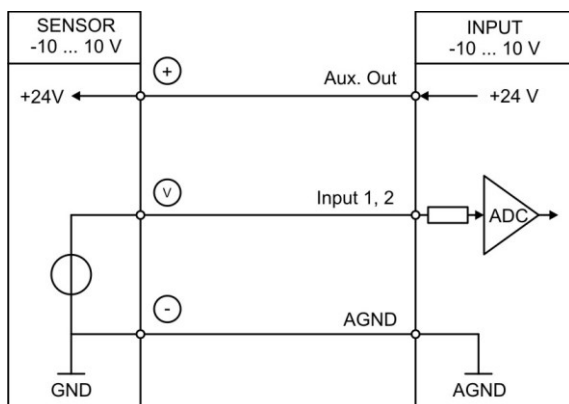 SENSOR
-10 ... 10 V
INPUT
-10 ... 10 V
+
Aux. Out
+24V
+24 V
V
Input 1, 2
ADC
-
AGND
GND
AGND